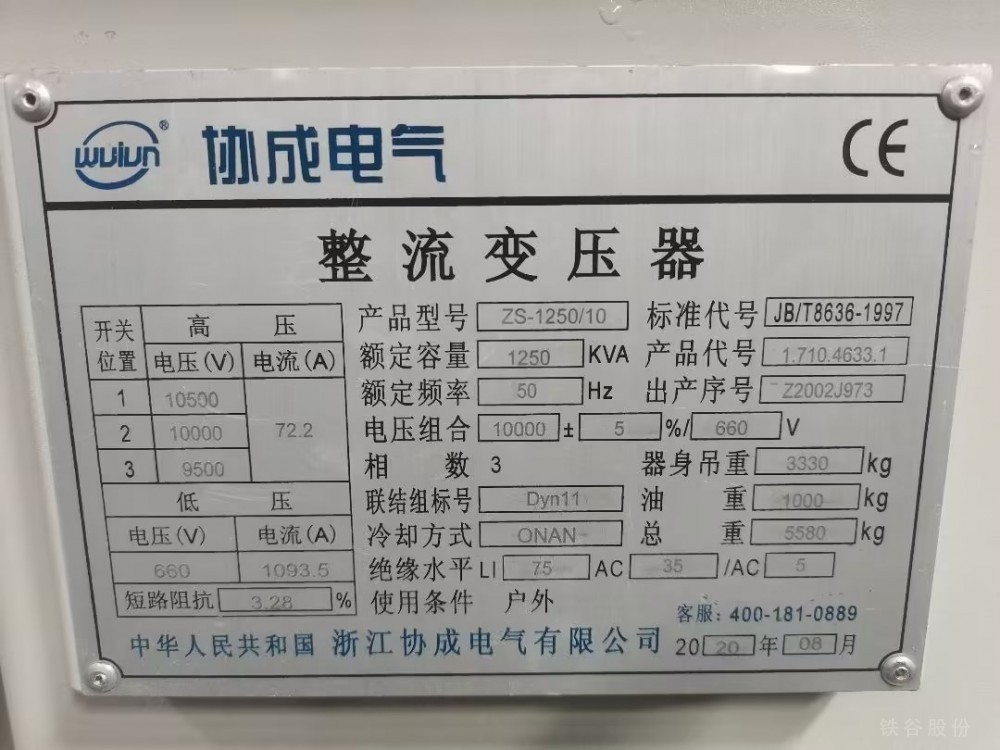 wuiun® 协成电气 CE
整流变压器
开关位置 高压
电压(V) 电流(A)
1 10500
2 10000 72.2
3 9500
低压
电压(V) 电流(A)
660 1093.5
短路阻抗 3.28 %
产品型号 ZS-1250/10 标准代号 JB/T8636-1997
额定容量 1250 KVA 产品代号 1.710.4633.1
额定频率 50 Hz 出产序号 Z2002J973
电压组合 10000 ± 5 %/ 660 V
相数 3 器身吊重 3330 kg
联结组标号 Dyn11 油重 1000 kg
冷却方式 ONAN 总重 5580 kg
绝缘水平 LI 75 AC 35 /AC 5
使用条件 户外 客服：400-181-0889
中华人民共和国 浙江协成电气有限公司 2020年08月
铁谷股份